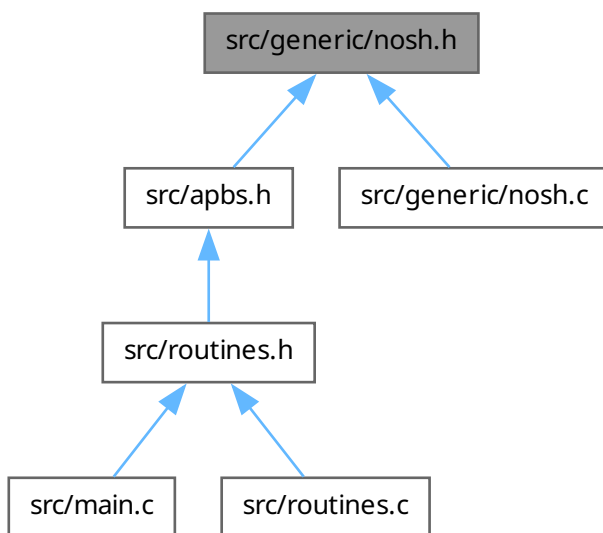 src/generic/nosh.h
src/apbs.h
src/generic/nosh.c
src/routines.h
src/main.c
src/routines.c